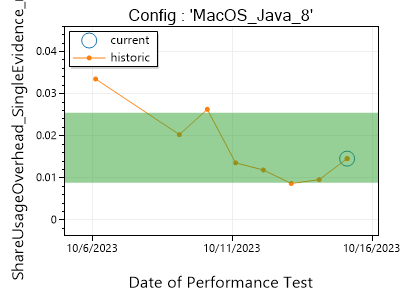 Config : 'MacOS_Java_8'
current
historic
0.04
0.03
0.02
0.01
0
ShareUsageOverhead_SingleEvidence_
10/6/2023
10/11/2023
10/16/2023
Date of Performance Test